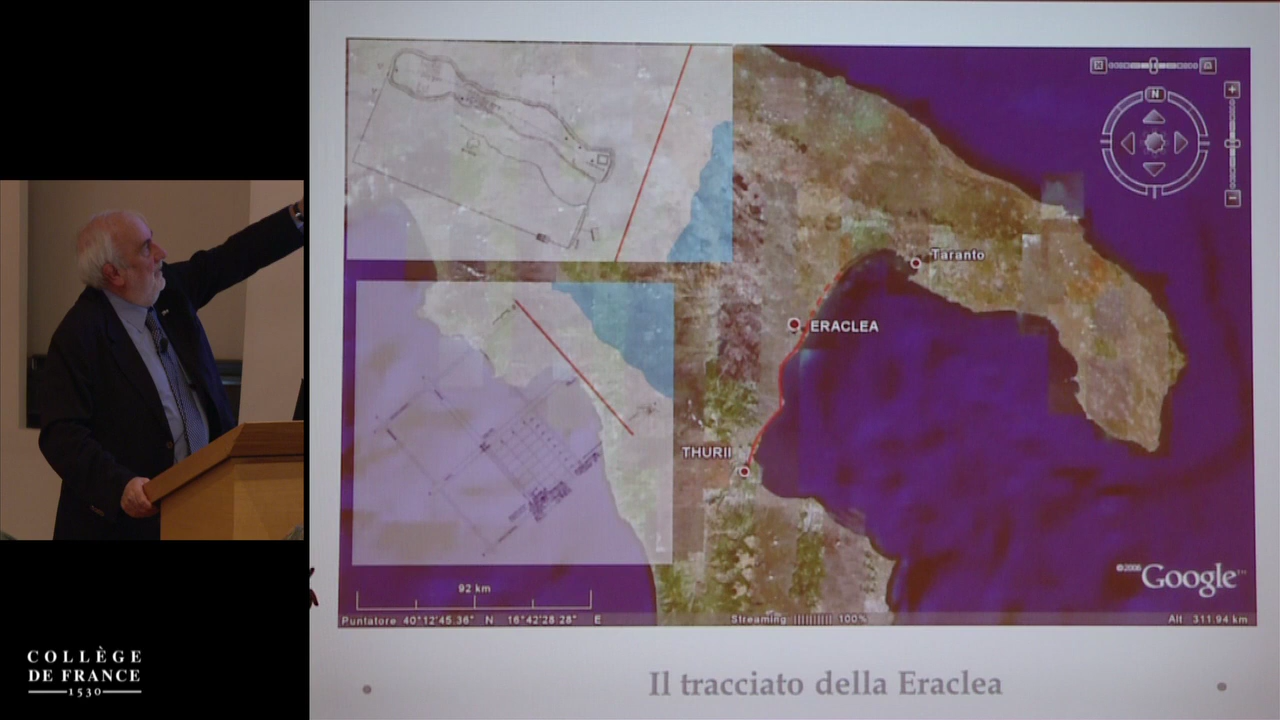 N
Taranto
ERACLEA
THURII
©2006 Google™
92 km
Puntatore 40°12'45.36" N 16°42'28.28" E
Streaming |||||||||| 100%
Alt 311.94 km
Il tracciato della Eraclea
COLLÈGE
DE FRANCE
1530